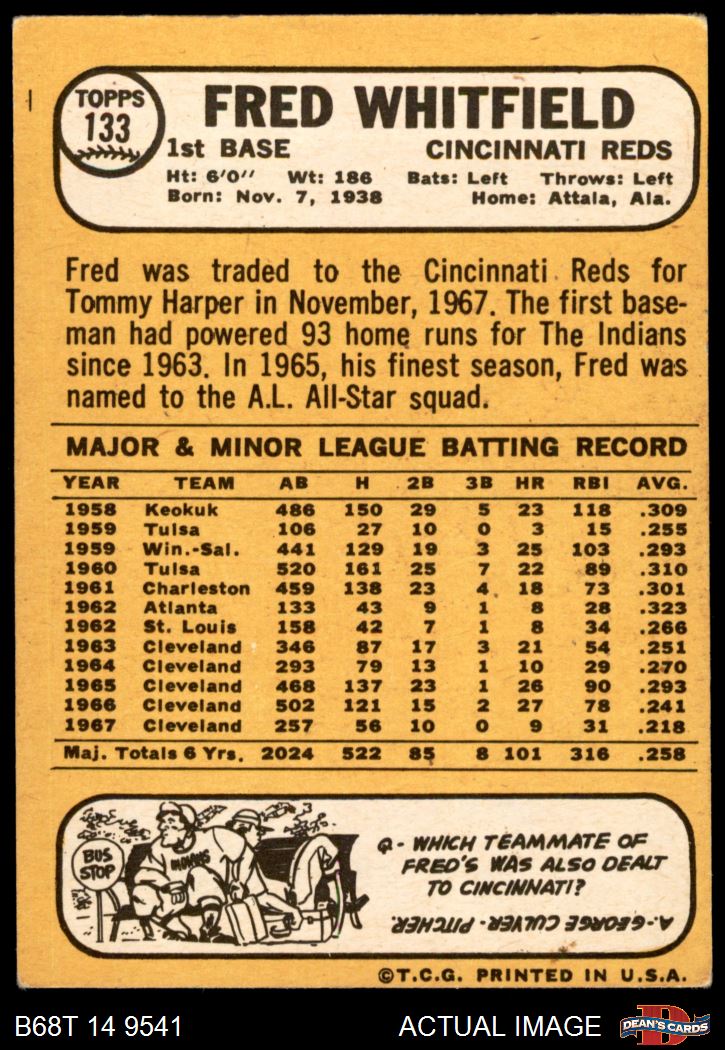 TOPPS
133
FRED WHITFIELD
1st BASE CINCINNATI REDS
Ht: 6'0" Wt: 186 Bats: Left Throws: Left
Born: Nov. 7, 1938 Home: Attala, Ala.
Fred was traded to the Cincinnati Reds for
Tommy Harper in November, 1967. The first base-
man had powered 93 home runs for The Indians
since 1963. In 1965, his finest season, Fred was
named to the A.L. All-Star squad.
MAJOR & MINOR LEAGUE BATTING RECORD
YEAR TEAM AB H 2B 3B HR RBI AVG.
1958 Keokuk 486 150 29 5 23 118 .309
1959 Tulsa 106 27 10 0 3 15 .255
1959 Win.-Sal. 441 129 19 3 25 103 .293
1960 Tulsa 520 161 25 7 22 89 .310
1961 Charleston 459 138 23 4 18 73 .301
1962 Atlanta 133 43 9 1 8 28 .323
1962 St. Louis 158 42 7 1 8 34 .266
1963 Cleveland 346 87 17 3 21 54 .251
1964 Cleveland 293 79 13 1 10 29 .270
1965 Cleveland 468 137 23 1 26 90 .293
1966 Cleveland 502 121 15 2 27 78 .241
1967 Cleveland 257 56 10 0 9 31 .218
Maj. Totals 6 Yrs. 2024 522 85 8 101 316 .258
BUS
STOP
INDIANS
Q - WHICH TEAMMATE OF
FRED'S WAS ALSO DEALT
TO CINCINNATI?
A - GEORGE CULVER - PITCHER.
©T.C.G. PRINTED IN U.S.A.
B68T 14 9541 ACTUAL IMAGE
D
DEAN'S CARDS